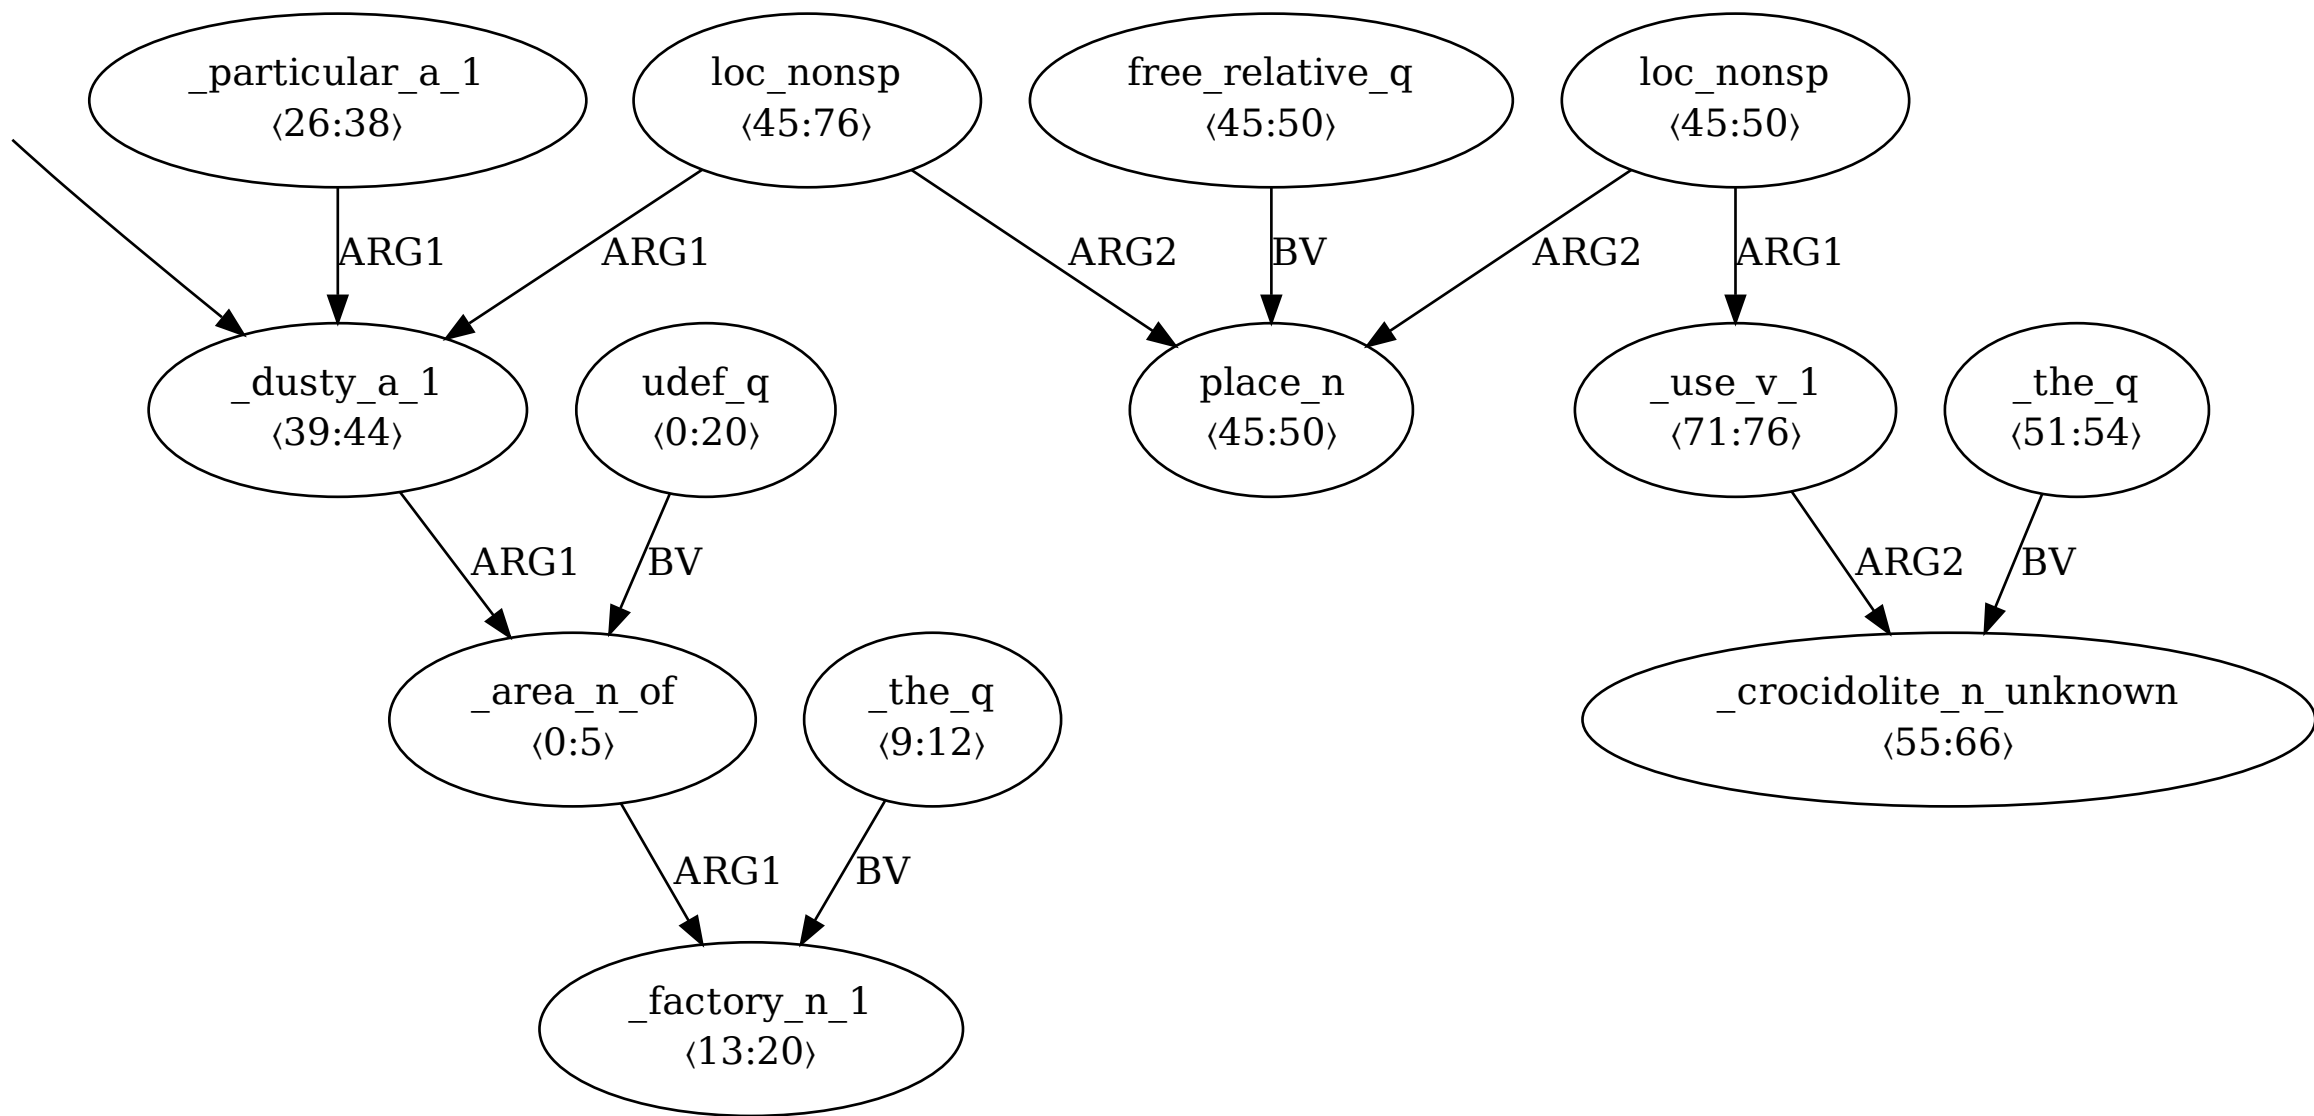 _particular_a_1
⟨26:38⟩
loc_nonsp
⟨45:76⟩
free_relative_q
⟨45:50⟩
loc_nonsp
⟨45:50⟩
ARG1
ARG1
ARG2
BV
ARG2
ARG1
_dusty_a_1
⟨39:44⟩
udef_q
⟨0:20⟩
place_n
⟨45:50⟩
_use_v_1
⟨71:76⟩
_the_q
⟨51:54⟩
ARG1
BV
ARG2
BV
_area_n_of
⟨0:5⟩
_the_q
⟨9:12⟩
_crocidolite_n_unknown
⟨55:66⟩
ARG1
BV
_factory_n_1
⟨13:20⟩